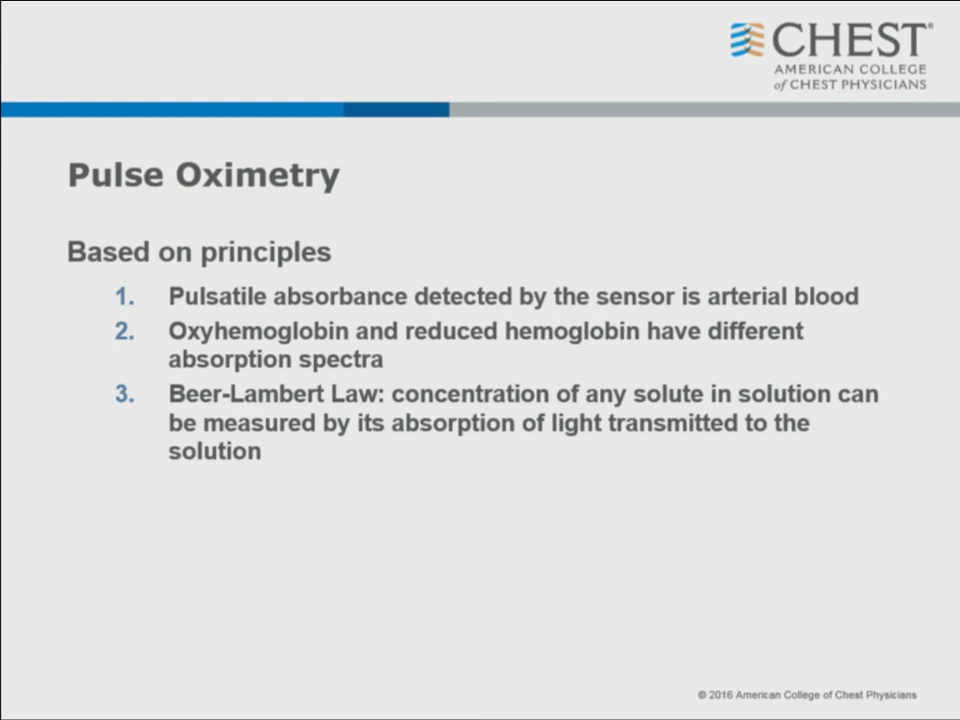 CHEST®
AMERICAN COLLEGE
of CHEST PHYSICIANS
Pulse Oximetry
Based on principles
1. Pulsatile absorbance detected by the sensor is arterial blood
2. Oxyhemoglobin and reduced hemoglobin have different
absorption spectra
3. Beer-Lambert Law: concentration of any solute in solution can
be measured by its absorption of light transmitted to the
solution
© 2016 American College of Chest Physicians